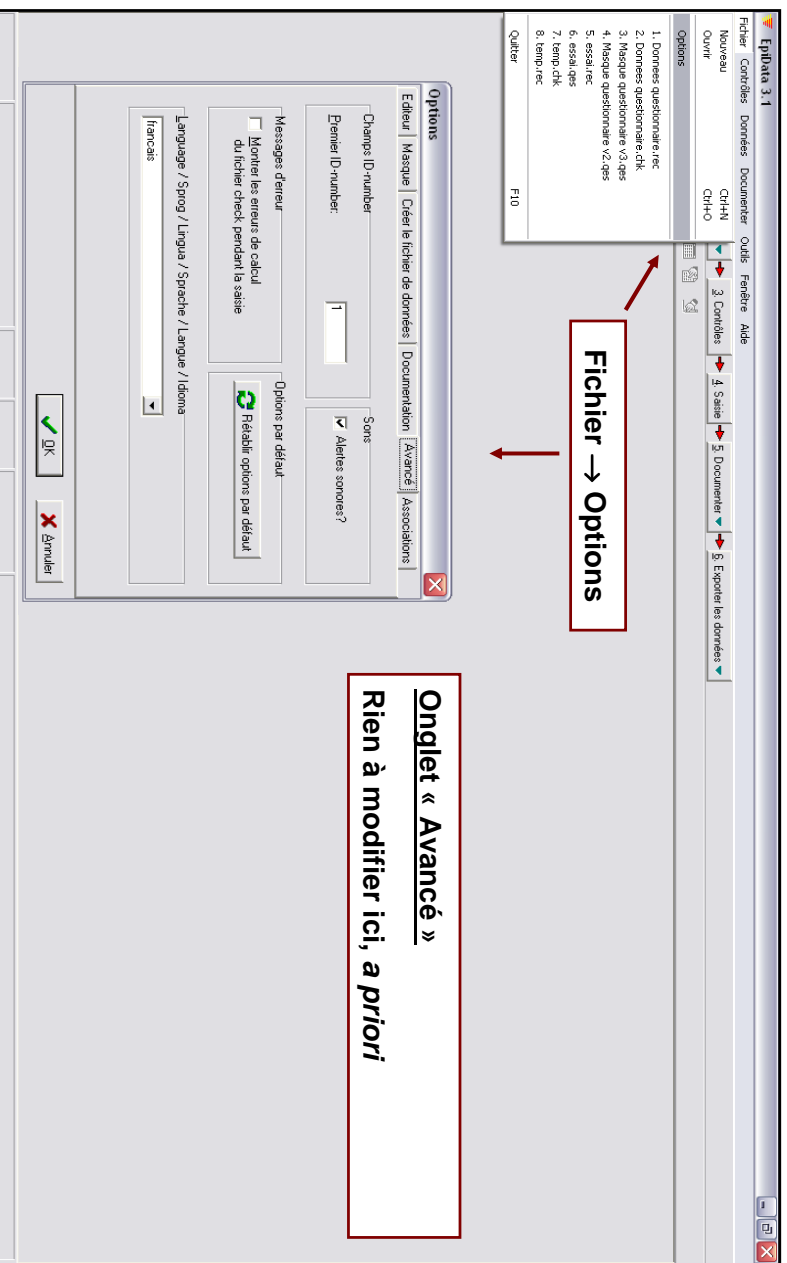 EpiData 3.1
Fichier Contrôles Données Documenter Outils Fenêtre Aide
Nouveau Ctrl+N
Ouvrir Ctrl+O
Options
1. Donnees questionnaire.rec
2. Donnees questionnaire.chk
3. Masque questionnaire v3.qes
4. Masque questionnaire v2.qes
5. essai.rec
6. essai.qes
7. temp.chk
8. temp.rec
Quitter F10
3. Contrôles
4. Saisie
5. Documenter
6. Exporter les données
Fichier → Options
Options
Editeur Masque Créer le fichier de données Documentation Avancé Associations
Champs ID-number
Premier ID-number: 1
Sons
Alertes sonores?
Messages d'erreur
Montrer les erreurs de calcul
du fichier check pendant la saisie
Options par défaut
Rétablir options par défaut
Language / Sprog / Lingua / Sprache / Langue / Idioma
francais
OK Annuler
Onglet « Avancé »
Rien à modifier ici, a priori